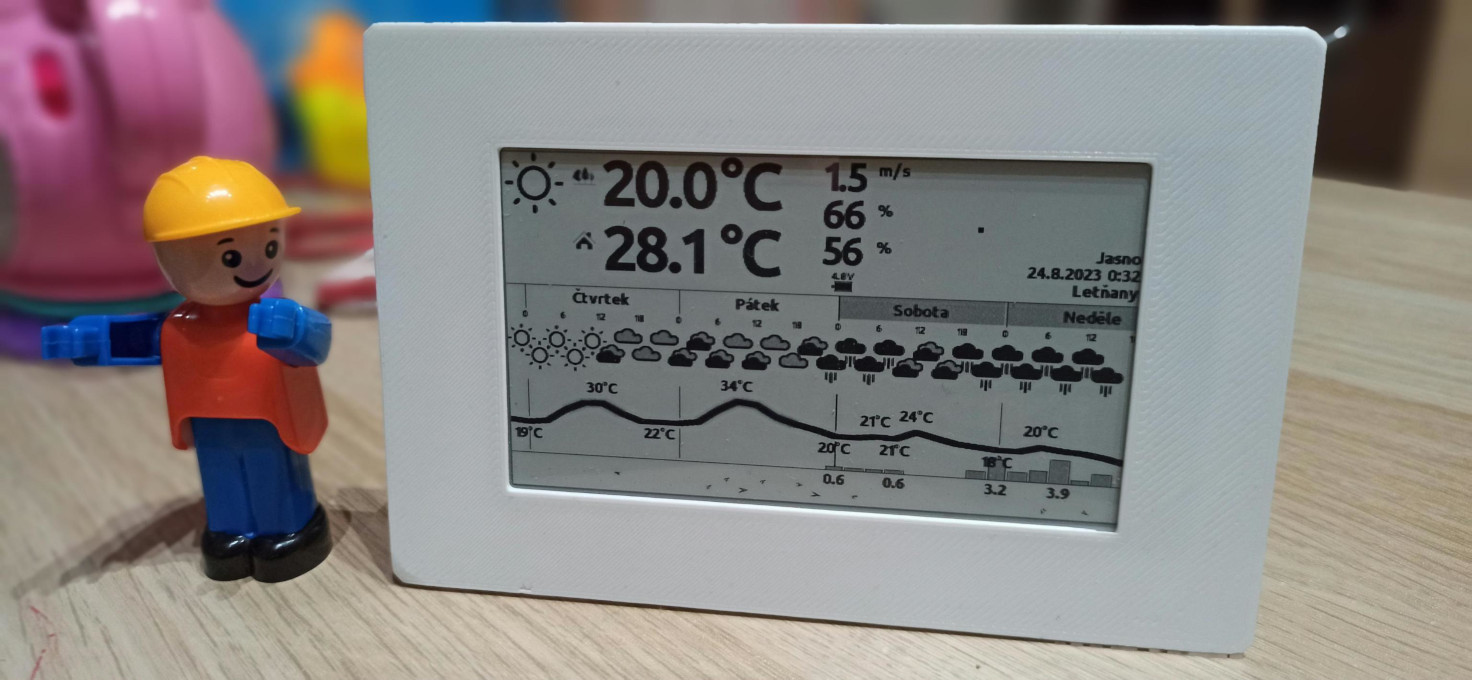 20.0°C 1.5 m/s
66 %
28.1°C 56 %
4.8V
Jasno
24.8.2023 0:32
Letňany
Čtvrtek Pátek Sobota Neděle
0 6 12 18 0 6 12 18 0 6 12 18 0 6 12
30°C 34°C 21°C 24°C 20°C
19°C 22°C 20°C 21°C 18°C
0.6 0.6 3.2 3.9